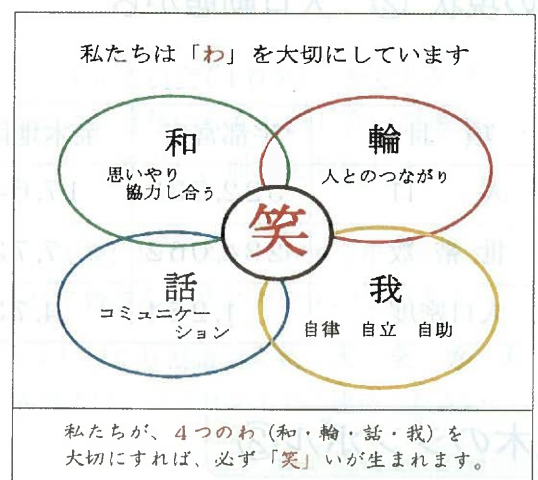 私たちは「わ」を大切にしています
和
思いやり
協力し合う
輪
人とのつながり
笑
話
コミュニケー
ション
我
自律 自立 自助
私たちが、４つのわ（和・輪・話・我）を
大切にすれば、必ず「笑」いが生まれます。